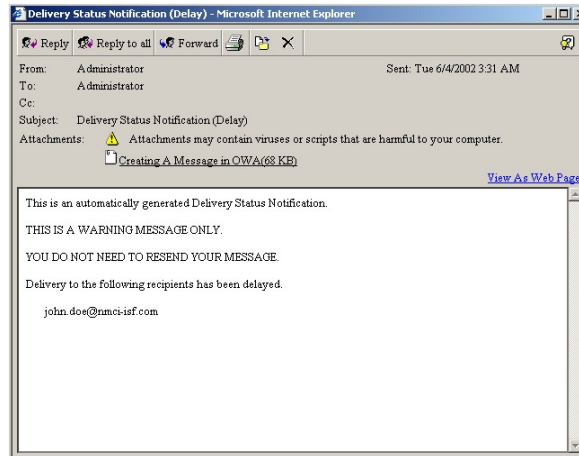 Delivery Status Notification (Delay) - Microsoft Internet Explorer
Reply Reply to all Forward
From: Administrator Sent: Tue 6/4/2002 3:31 AM
To: Administrator
Cc:
Subject: Delivery Status Notification (Delay)
Attachments: Attachments may contain viruses or scripts that are harmful to your computer.
Creating A Message in OWA(68 KB)
View As Web Page
This is an automatically generated Delivery Status Notification.
THIS IS A WARNING MESSAGE ONLY.
YOU DO NOT NEED TO RESEND YOUR MESSAGE.
Delivery to the following recipients has been delayed.
john.doe@nmci-isf.com